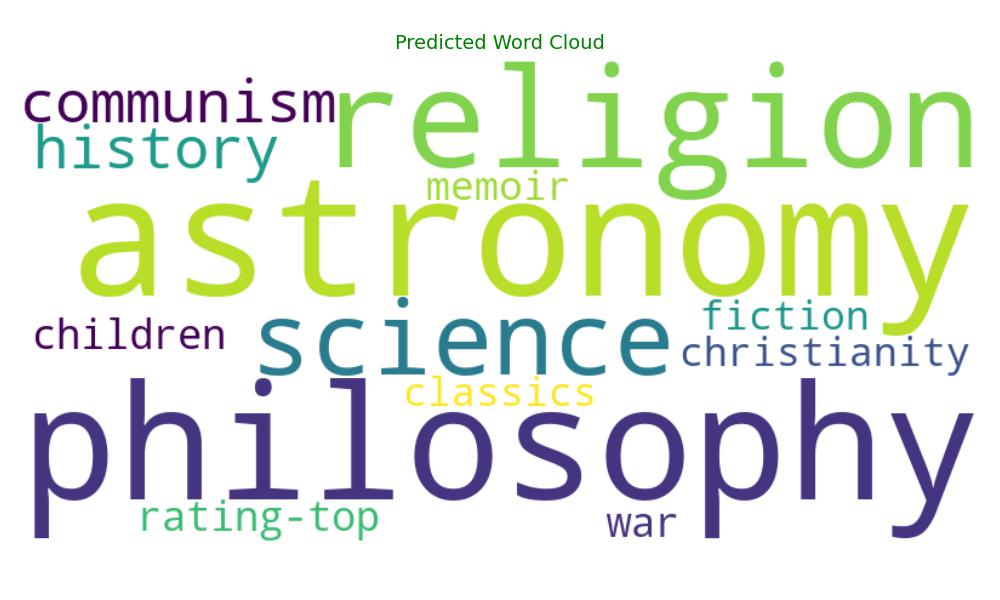 Predicted Word Cloud
communism
religion
history
memoir
astronomy
science
fiction
children
christianity
classics
philosophy
rating-top
war